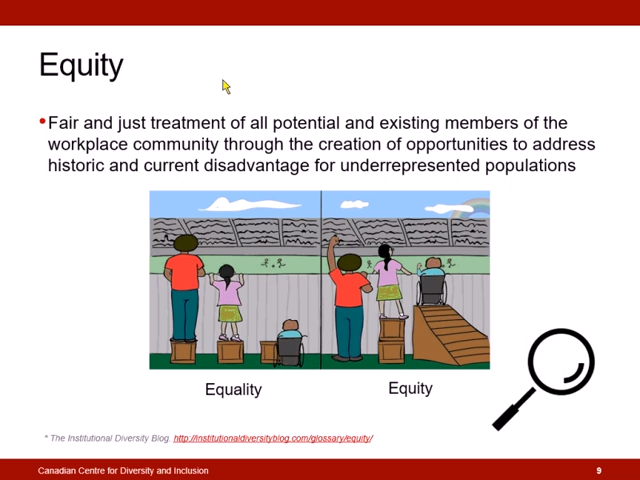 Equity
•Fair and just treatment of all potential and existing members of the
workplace community through the creation of opportunities to address
historic and current disadvantage for underrepresented populations
Equality
Equity
* The Institutional Diversity Blog. http://institutionaldiversityblog.com/glossary/equity/
Canadian Centre for Diversity and Inclusion
9